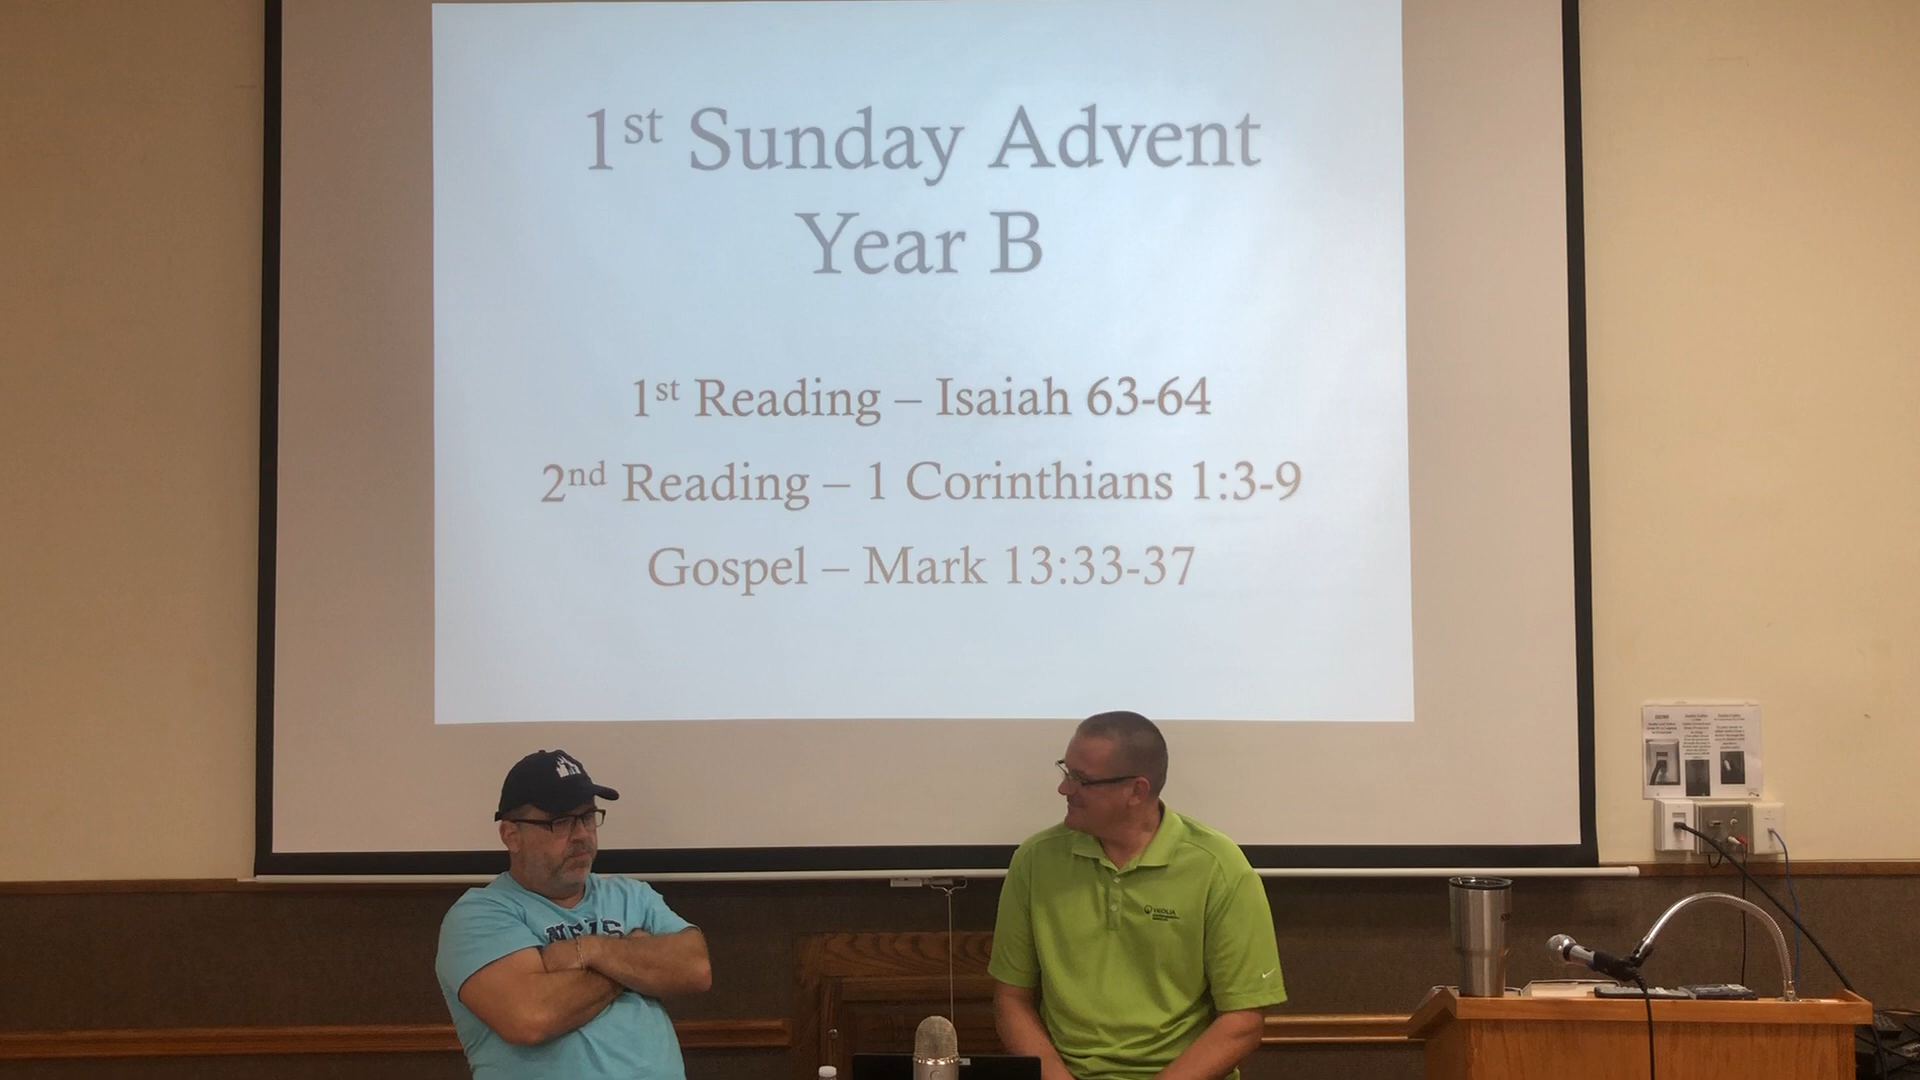 1st Sunday Advent
Year B
1st Reading – Isaiah 63-64
2nd Reading – 1 Corinthians 1:3-9
Gospel – Mark 13:33-37
VEOLIA